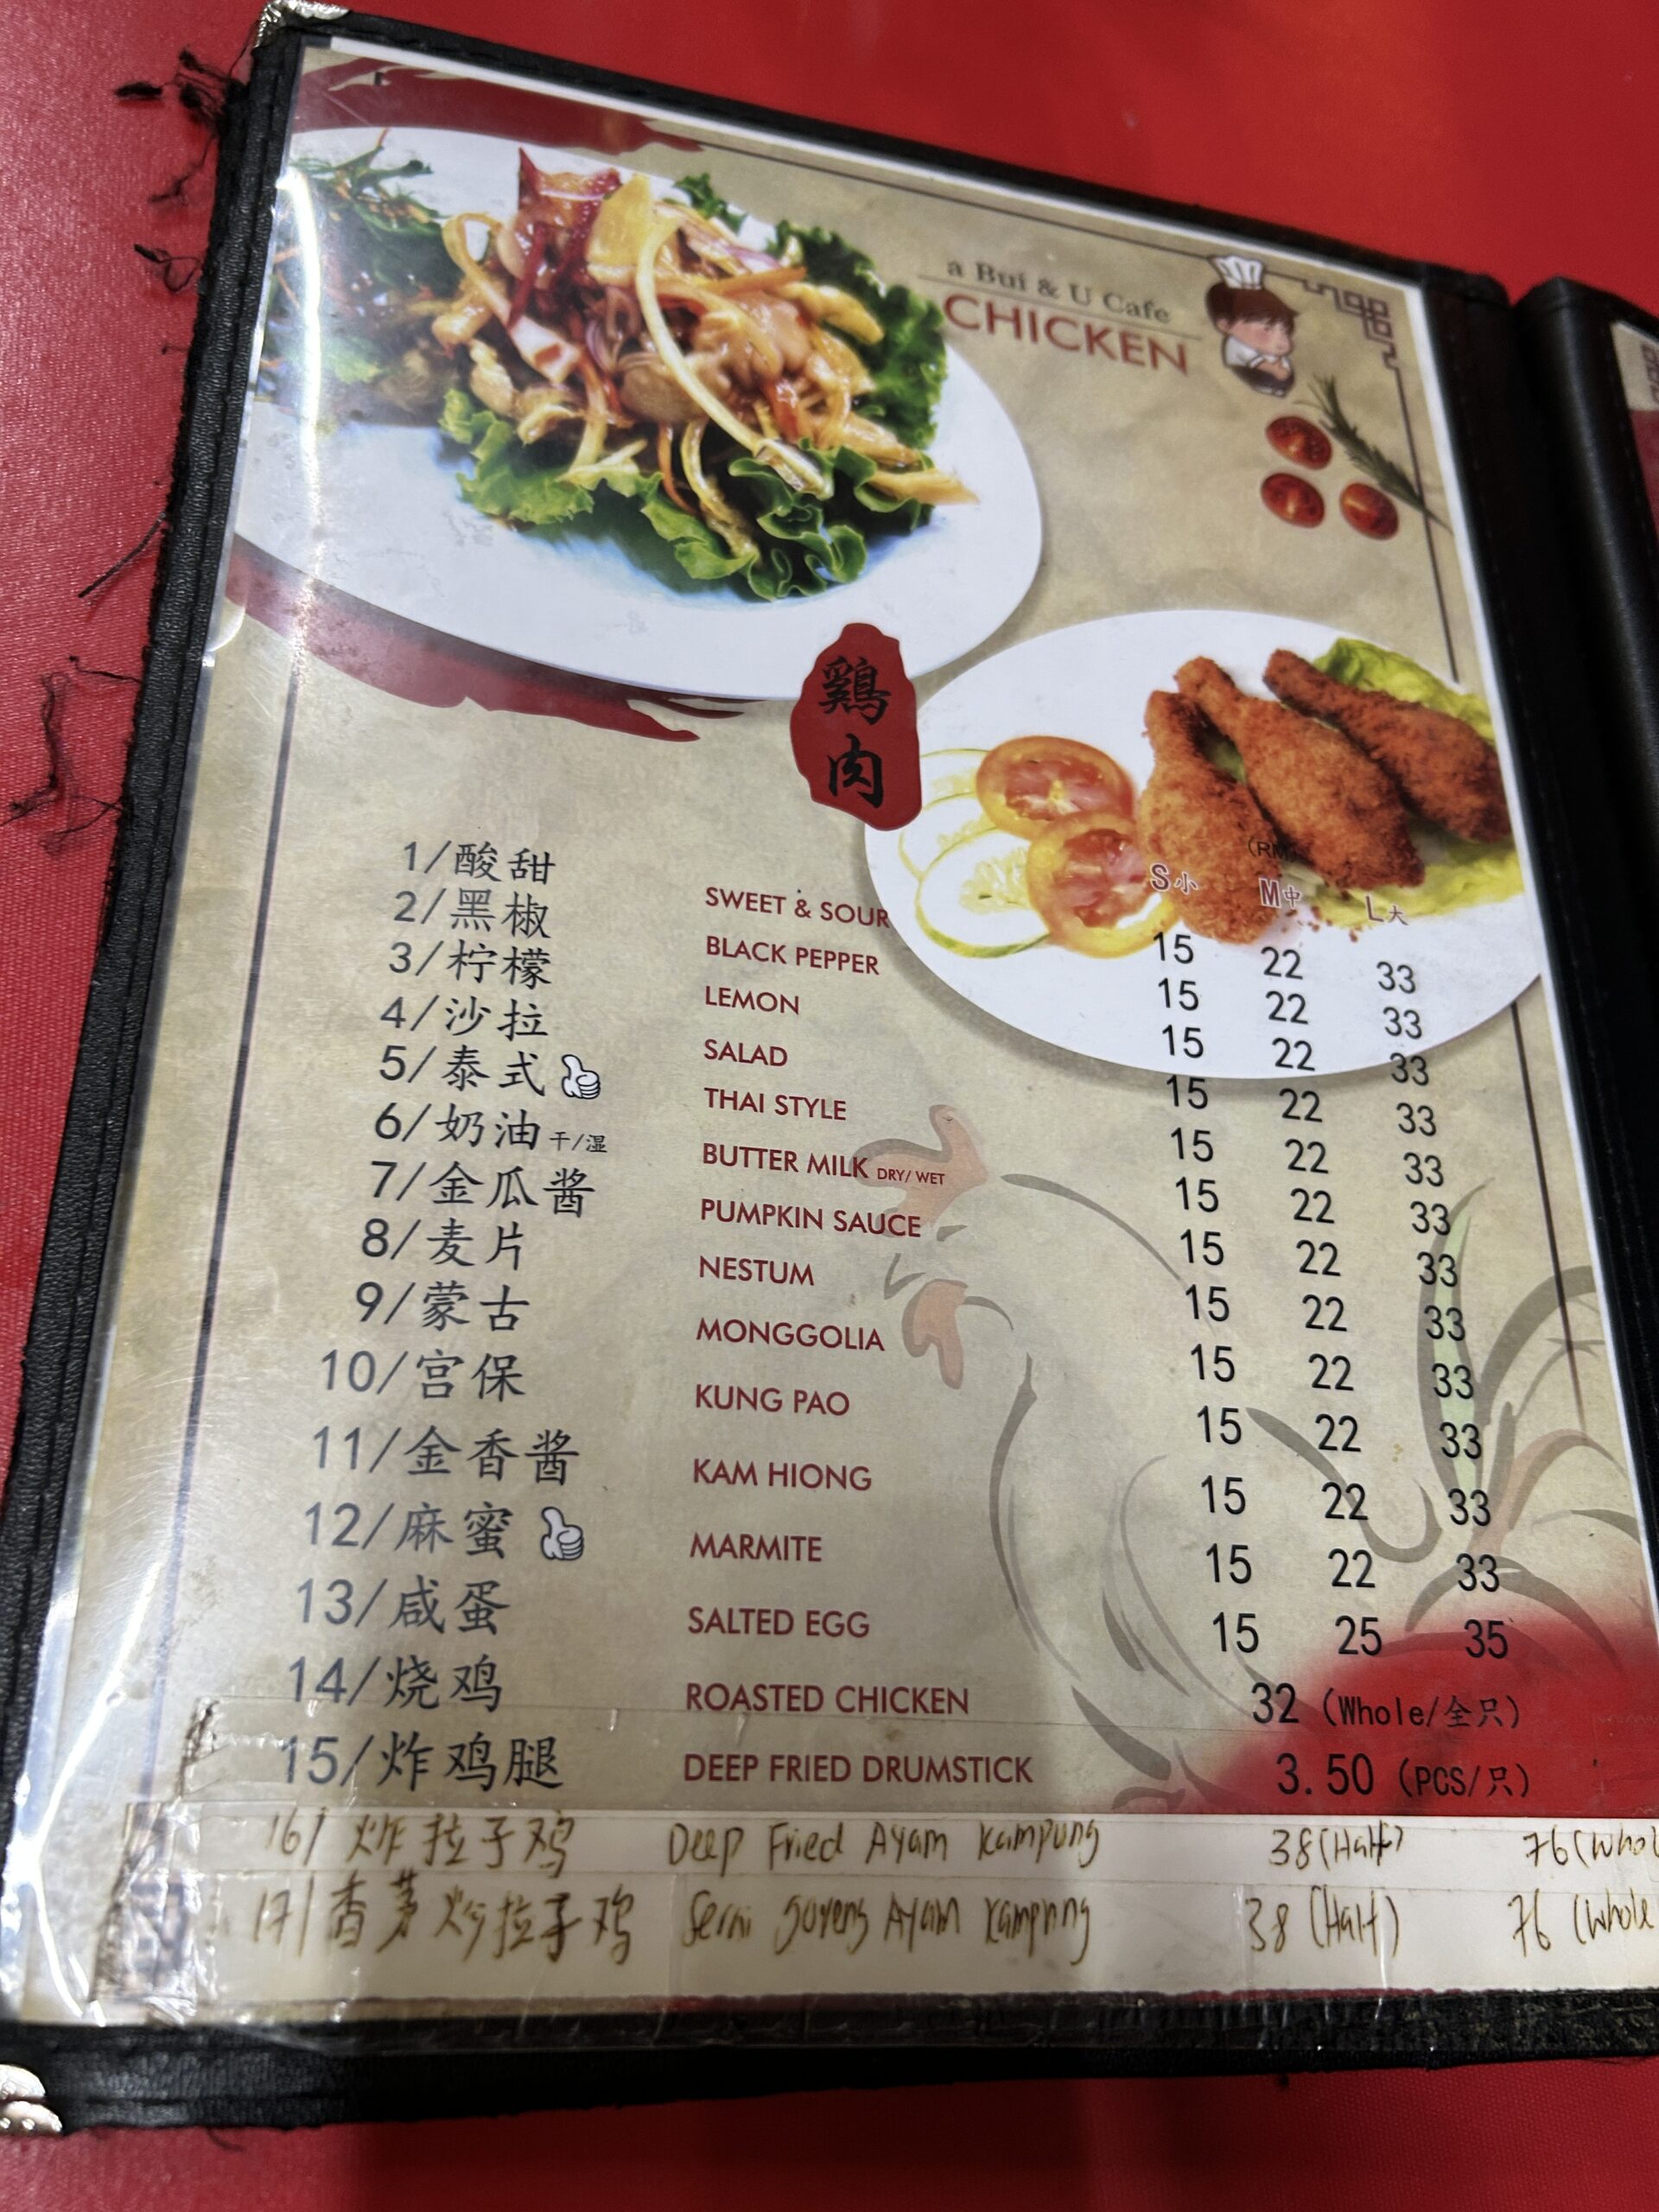 a Bui & U Cafe
CHICKEN
鷄肉
(RM
S小 M中 L大
1/酸甜 SWEET & SOUR 15 22 33
2/黑椒 BLACK PEPPER 15 22 33
3/柠檬 LEMON 15 22 33
4/沙拉 SALAD 15 22 33
5/泰式 THAI STYLE 15 22 33
6/奶油 干/湿 BUTTER MILK DRY/ WET 15 22 33
7/金瓜酱 PUMPKIN SAUCE 15 22 33
8/麦片 NESTUM 15 22 33
9/蒙古 MONGGOLIA 15 22 33
10/宫保 KUNG PAO 15 22 33
11/金香酱 KAM HIONG 15 22 33
12/麻蜜 MARMITE 15 22 33
13/咸蛋 SALTED EGG 15 25 35
14/烧鸡 ROASTED CHICKEN 32 (Whole/全只)
15/炸鸡腿 DEEP FRIED DRUMSTICK 3.50 (PCS/只)
16/ 炸拉子鸡 Deep Fried Ayam Kampung 38(Half) 76(Whol
17/ 香茅炒拉子鸡 Serai Goreng Ayam Kampung 38 (Half) 76 (Whole